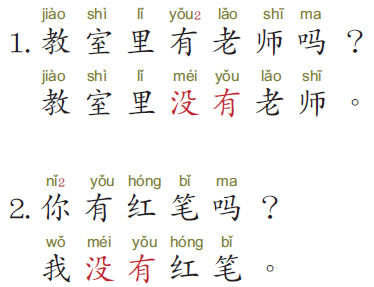 jiào shì lǐ yǒu2 lǎo shī ma
1. 教室里有老师吗？
jiào shì lǐ méi yǒu lǎo shī
教室里没有老师。
nǐ2 yǒu hóng bǐ ma
2. 你有红笔吗？
wǒ méi yǒu hóng bǐ
我没有红笔。